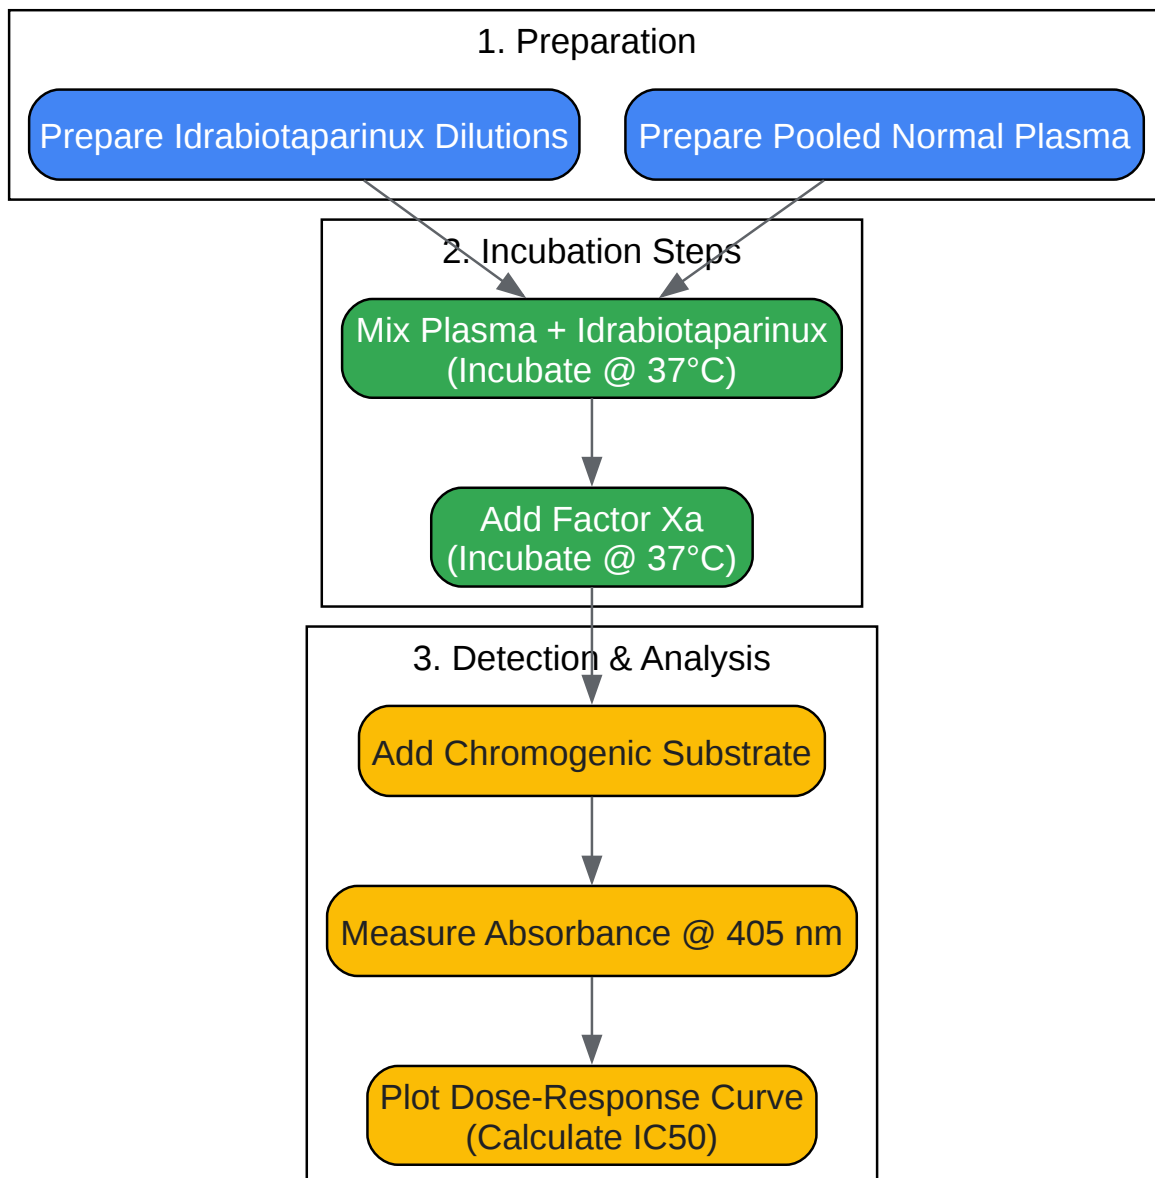 1. Preparation
Prepare Idrabiotaparinux Dilutions
Prepare Pooled Normal Plasma
2. Incubation Steps
Mix Plasma + Idrabiotaparinux
(Incubate @ 37°C)
Add Factor Xa
(Incubate @ 37°C)
3. Detection & Analysis
Add Chromogenic Substrate
Measure Absorbance @ 405 nm
Plot Dose-Response Curve
(Calculate IC50)